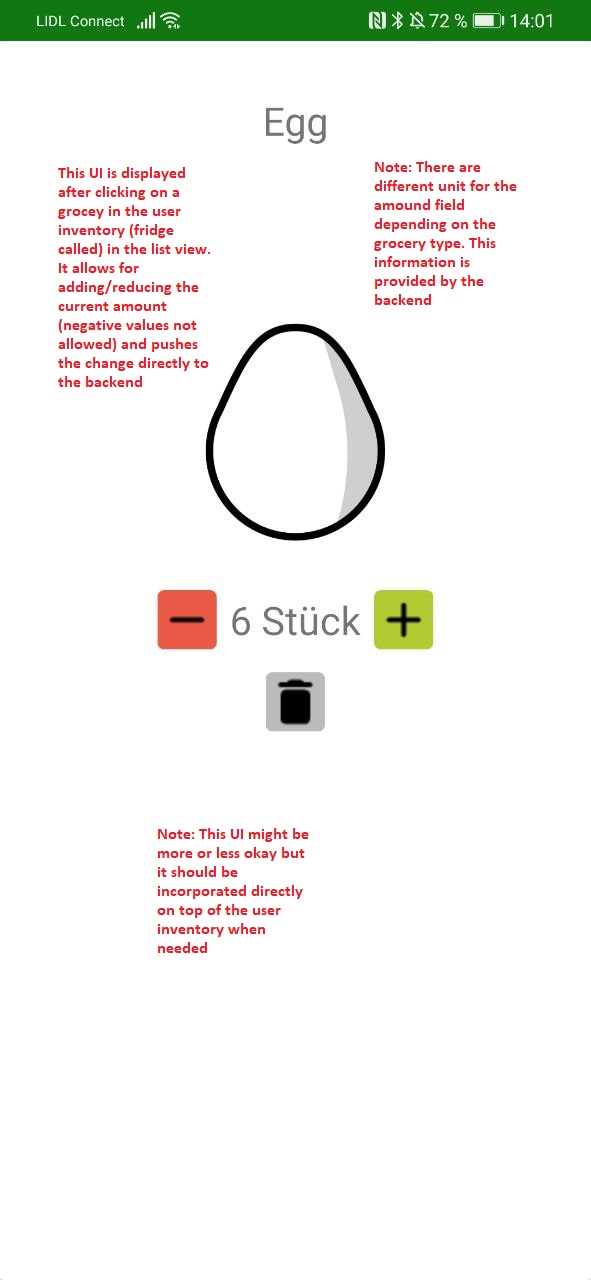 LIDL Connect 72 % 14:01
Egg
This UI is displayed
after clicking on a
grocey in the user
inventory (fridge
called) in the list view.
It allows for
adding/reducing the
current amount
(negative values not
allowed) and pushes
the change directly to
the backend
Note: There are
different unit for the
amound field
depending on the
grocery type. This
information is
provided by the
backend
6 Stück
Note: This UI might be
more or less okay but
it should be
incorporated directly
on top of the user
inventory when
needed